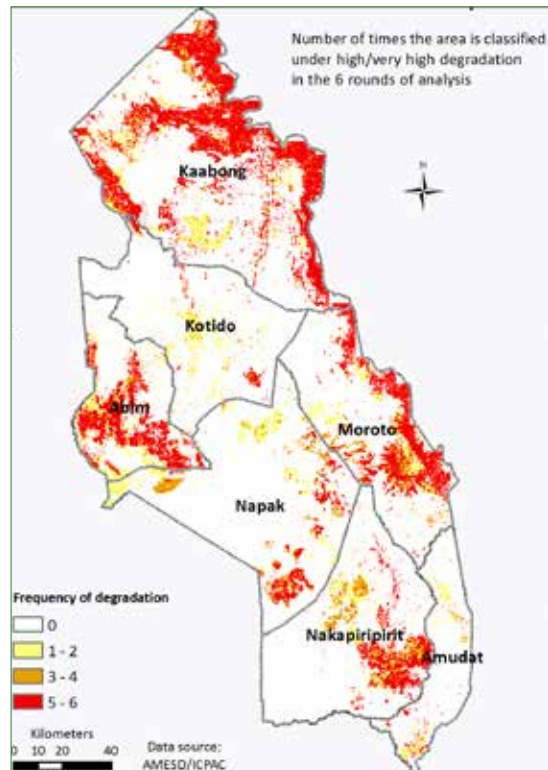 Number of times the area is classified
under high/very high degradation
in the 6 rounds of analysis
N
Kaabong
Kotido
Abim
Moroto
Napak
Nakapiripirit
Amudat
Frequency of degradation
0
1 - 2
3 - 4
5 - 6
Kilometers
0 10 20 40
Data source:
AMESD/ICPAC